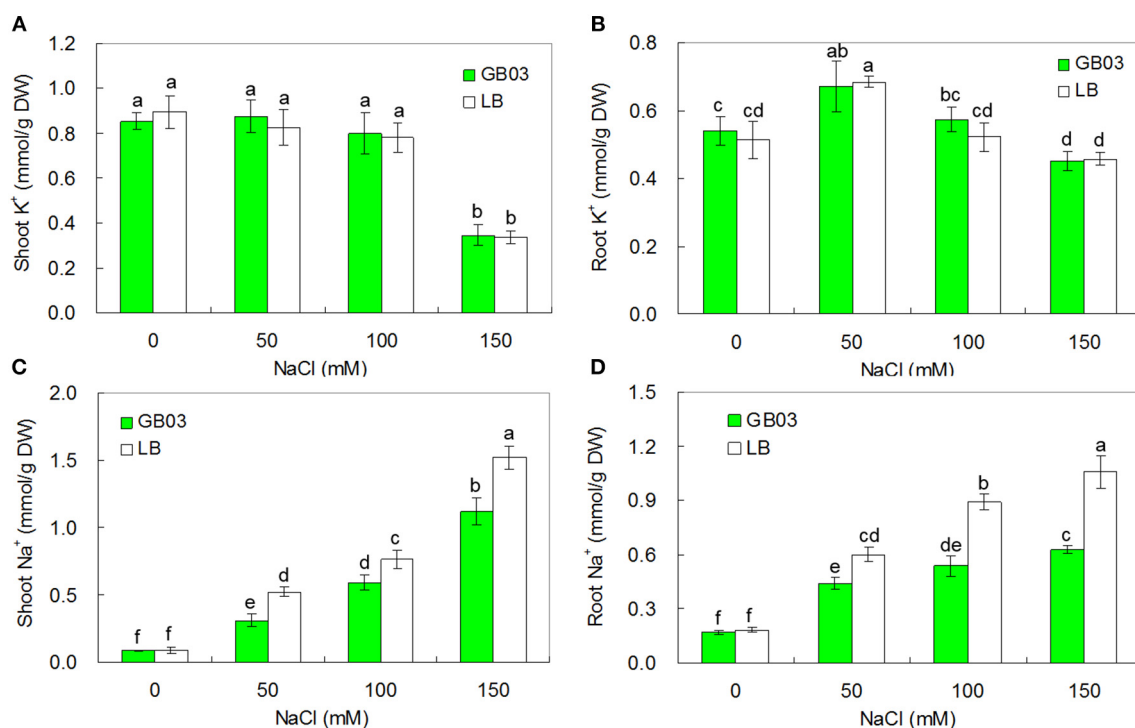 A
Shoot K⁺ (mmol/g DW)
1.2
1.0
0.8
0.6
0.4
0.2
0.0
GB03
LB
a a a a a a b b
0 50 100 150
NaCl (mM)
B
Root K⁺ (mmol/g DW)
0.8
0.6
0.4
0.2
0.0
GB03
LB
c cd ab a bc cd d d
0 50 100 150
NaCl (mM)
C
Shoot Na⁺ (mmol/g DW)
2.0
1.5
1.0
0.5
0.0
GB03
LB
f f e d d c b a
0 50 100 150
NaCl (mM)
D
Root Na⁺ (mmol/g DW)
1.5
1.2
0.9
0.6
0.3
0.0
GB03
LB
f f e cd de b c a
0 50 100 150
NaCl (mM)